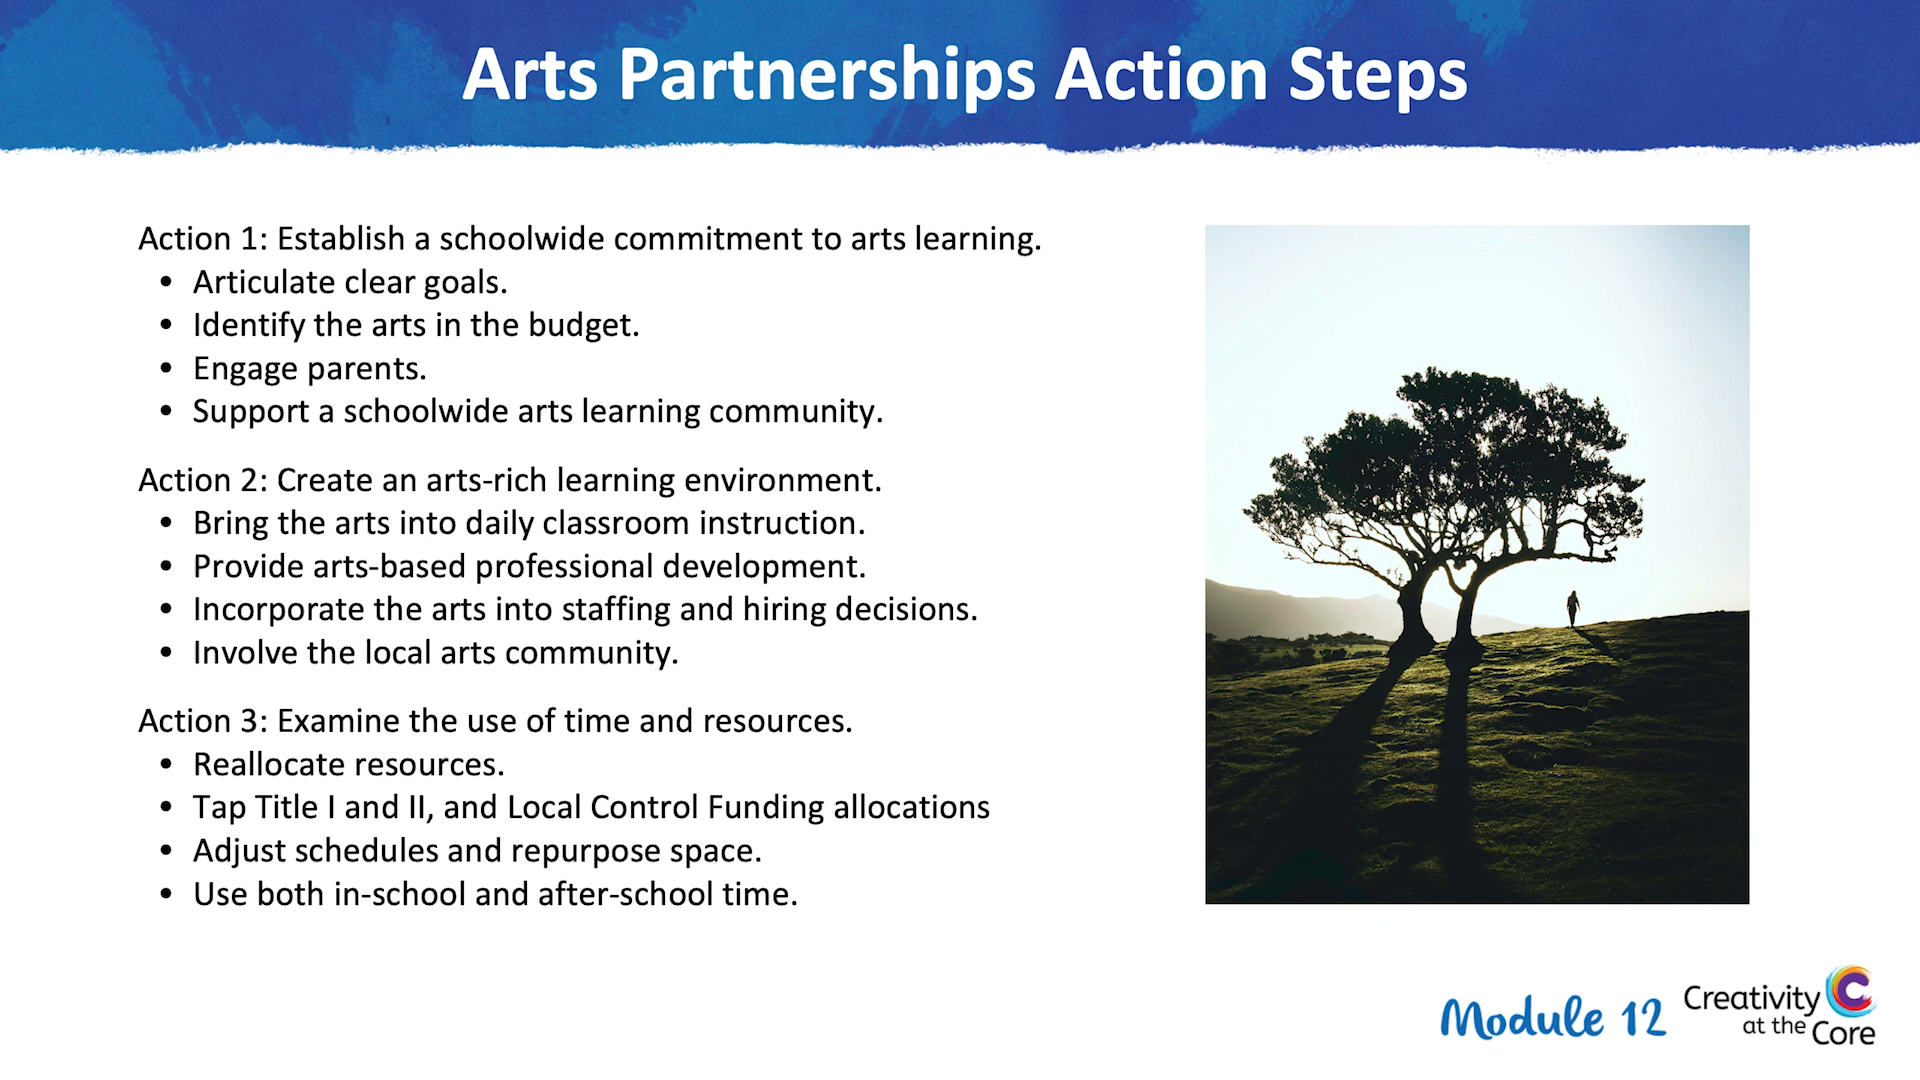 Arts Partnerships Action Steps
Action 1: Establish a schoolwide commitment to arts learning.
• Articulate clear goals.
• Identify the arts in the budget.
• Engage parents.
• Support a schoolwide arts learning community.
Action 2: Create an arts-rich learning environment.
• Bring the arts into daily classroom instruction.
• Provide arts-based professional development.
• Incorporate the arts into staffing and hiring decisions.
• Involve the local arts community.
Action 3: Examine the use of time and resources.
• Reallocate resources.
• Tap Title I and II, and Local Control Funding allocations
• Adjust schedules and repurpose space.
• Use both in-school and after-school time.
Module 12
Creativity
at the Core